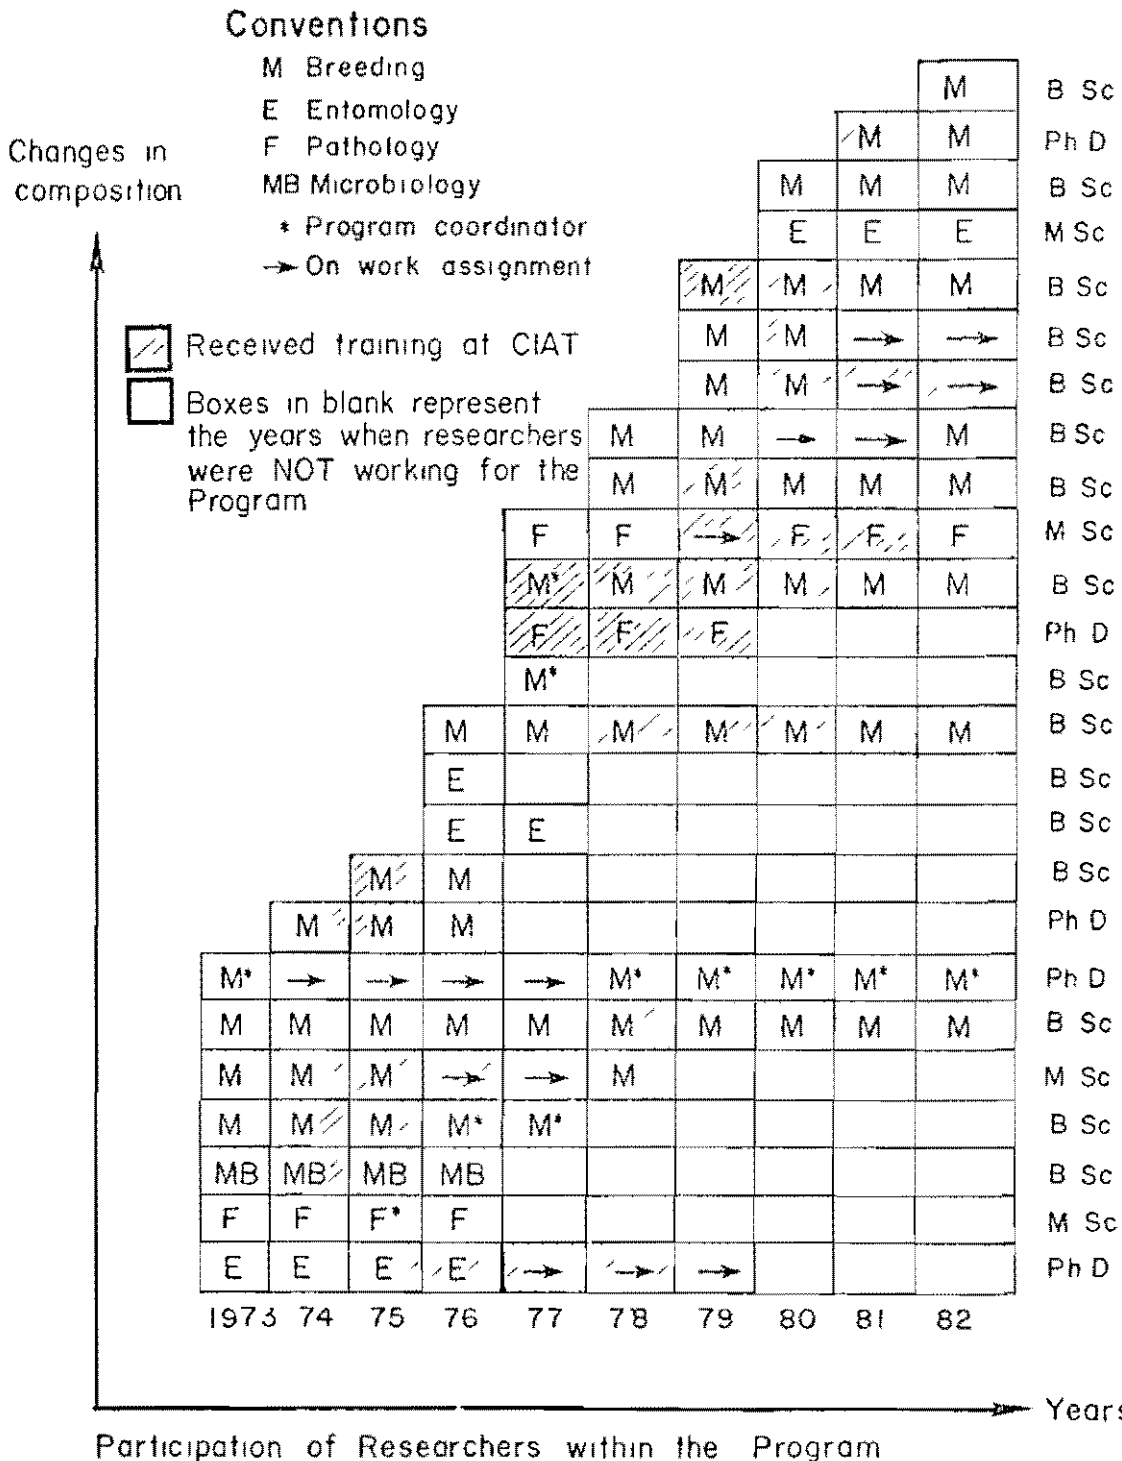 Conventions
M Breeding
E Entomology
F Pathology
MB Microbiology
* Program coordinator
→ On work assignment
Changes in
composition
Received training at CIAT
Boxes in blank represent
the years when researchers
were NOT working for the
Program
M B Sc
M M Ph D
M M M B Sc
E E E M Sc
M M M M B Sc
M M → → B Sc
M M → → B Sc
M M → → M B Sc
M M M M M B Sc
F F → F F F M Sc
M* M M M M M B Sc
F F F Ph D
M* B Sc
M M M M M M M B Sc
E B Sc
E E B Sc
M M B Sc
M M M Ph D
M* → → → → M* M* M* M* M* Ph D
M M M M M M M M M M B Sc
M M M → → M M Sc
M M M M* M* B Sc
MB MB MB MB B Sc
F F F* F M Sc
E E E E → → → Ph D
1973 74 75 76 77 78 79 80 81 82
Years
Participation of Researchers within the Program